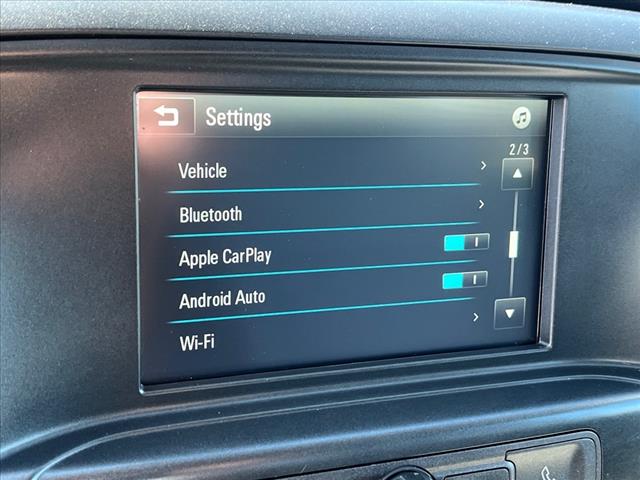 Settings
2/3
Vehicle
Bluetooth
Apple CarPlay
Android Auto
Wi-Fi